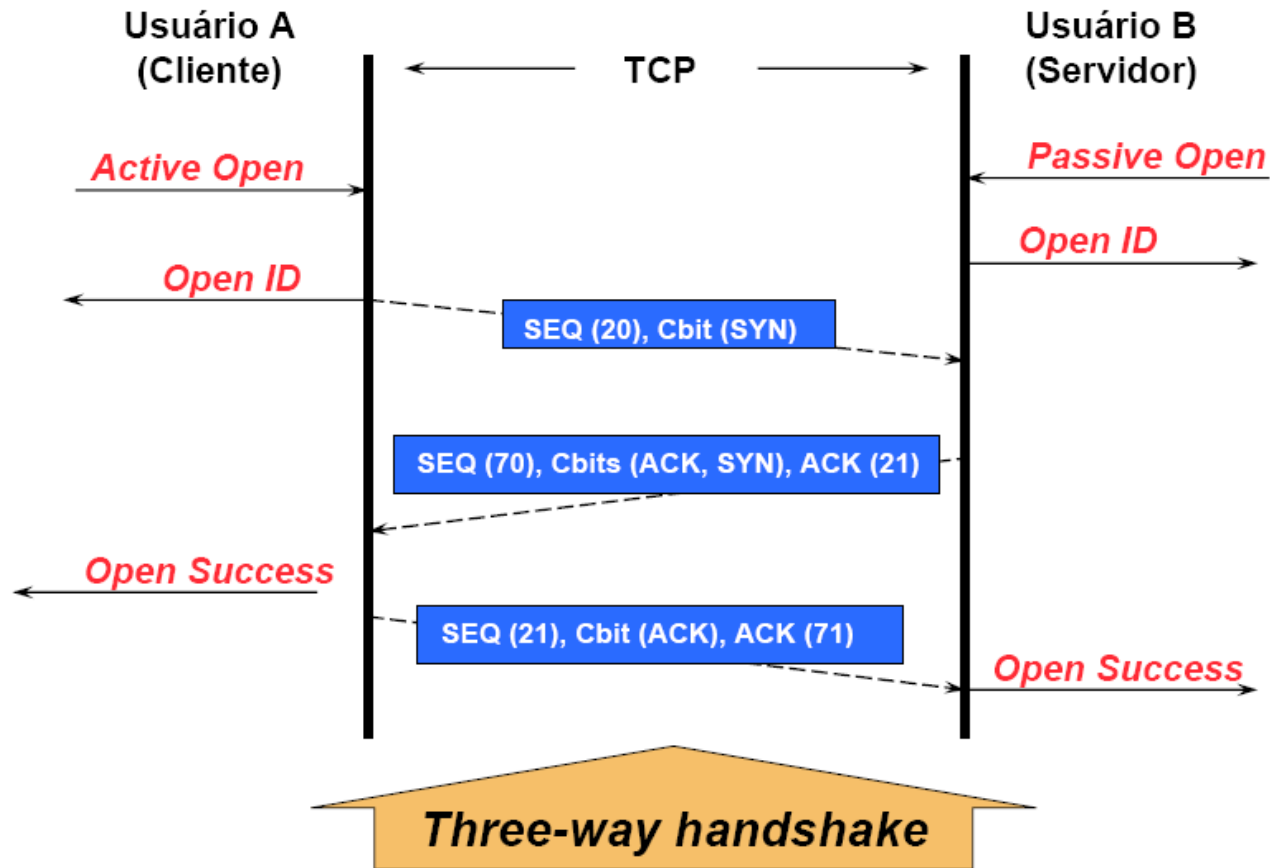 Usuário A
(Cliente)
TCP
Usuário B
(Servidor)
Active Open
Passive Open
Open ID
Open ID
SEQ (20), Cbit (SYN)
SEQ (70), Cbits (ACK, SYN), ACK (21)
Open Success
SEQ (21), Cbit (ACK), ACK (71)
Open Success
Three-way handshake